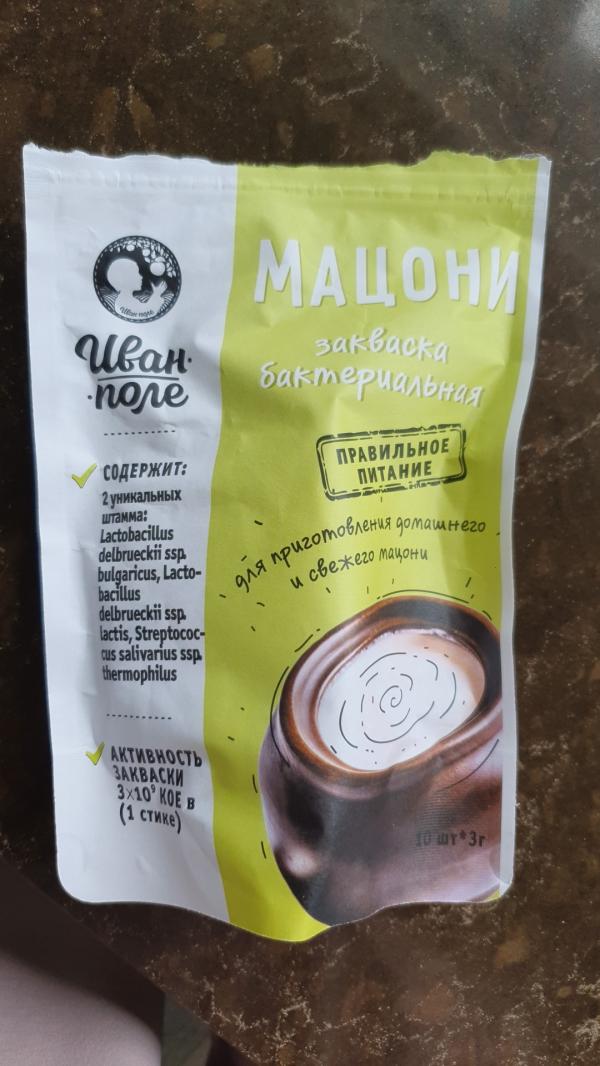 МАЦОНИ
закваска
бактериальная
ПРАВИЛЬНОЕ
ПИТАНИЕ
для приготовления домашнего
и свежего мацони
10 шт*3г
Иван-поле
Иван-
-поле
СОДЕРЖИТ:
2 уникальных
штамма:
Lactobacillus
delbrueckii ssp.
bulgaricus, Lacto-
bacillus
delbrueckii ssp.
lactis, Streptococ-
cus salivarius ssp.
thermophilus
АКТИВНОСТЬ
ЗАКВАСКИ
3×10⁹ КОЕ в
(1 стике)